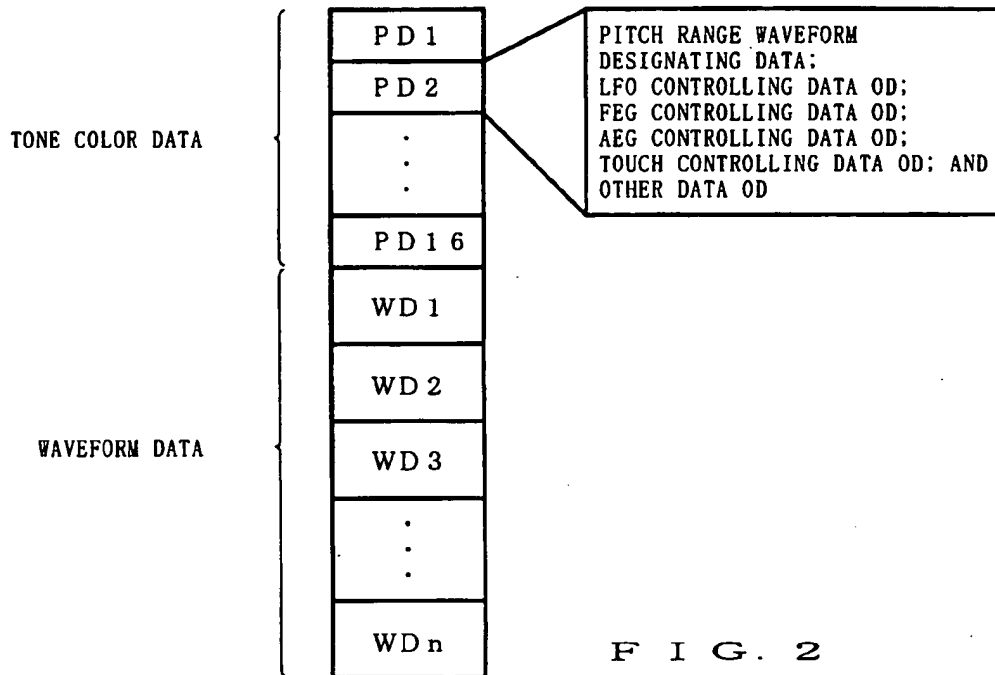 PD1
PD2
PD16
TONE COLOR DATA
PITCH RANGE WAVEFORM
DESIGNATING DATA;
LFO CONTROLLING DATA OD;
FEG CONTROLLING DATA OD;
AEG CONTROLLING DATA OD;
TOUCH CONTROLLING DATA OD; AND
OTHER DATA OD
WD1
WD2
WD3
WDn
WAVEFORM DATA
FIG. 2